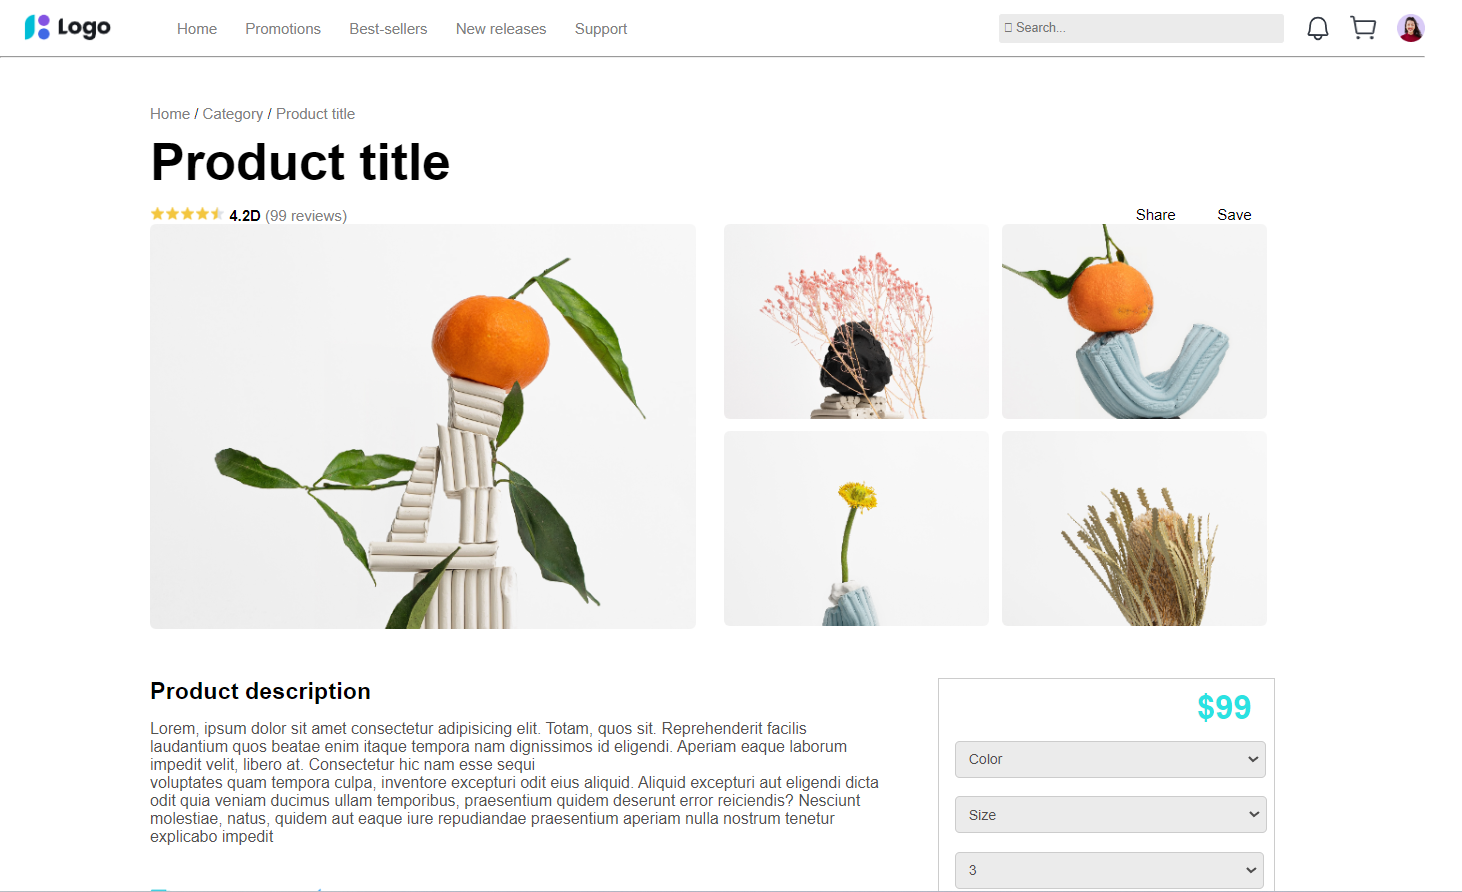 Logo
Home Promotions Best-sellers New releases Support
Search...
Home / Category / Product title
Product title
4.2D (99 reviews)
Share Save
Product description
Lorem, ipsum dolor sit amet consectetur adipisicing elit. Totam, quos sit. Reprehenderit facilis
laudantium quos beatae enim itaque tempora nam dignissimos id eligendi. Aperiam eaque laborum
impedit velit, libero at. Consectetur hic nam esse sequi
voluptates quam tempora culpa, inventore excepturi odit eius aliquid. Aliquid excepturi aut eligendi dicta
odit quia veniam ducimus ullam temporibus, praesentium quidem deserunt error reiciendis? Nesciunt
molestiae, natus, quidem aut eaque iure repudiandae praesentium aperiam nulla nostrum tenetur
explicabo impedit
$99
Color
Size
3